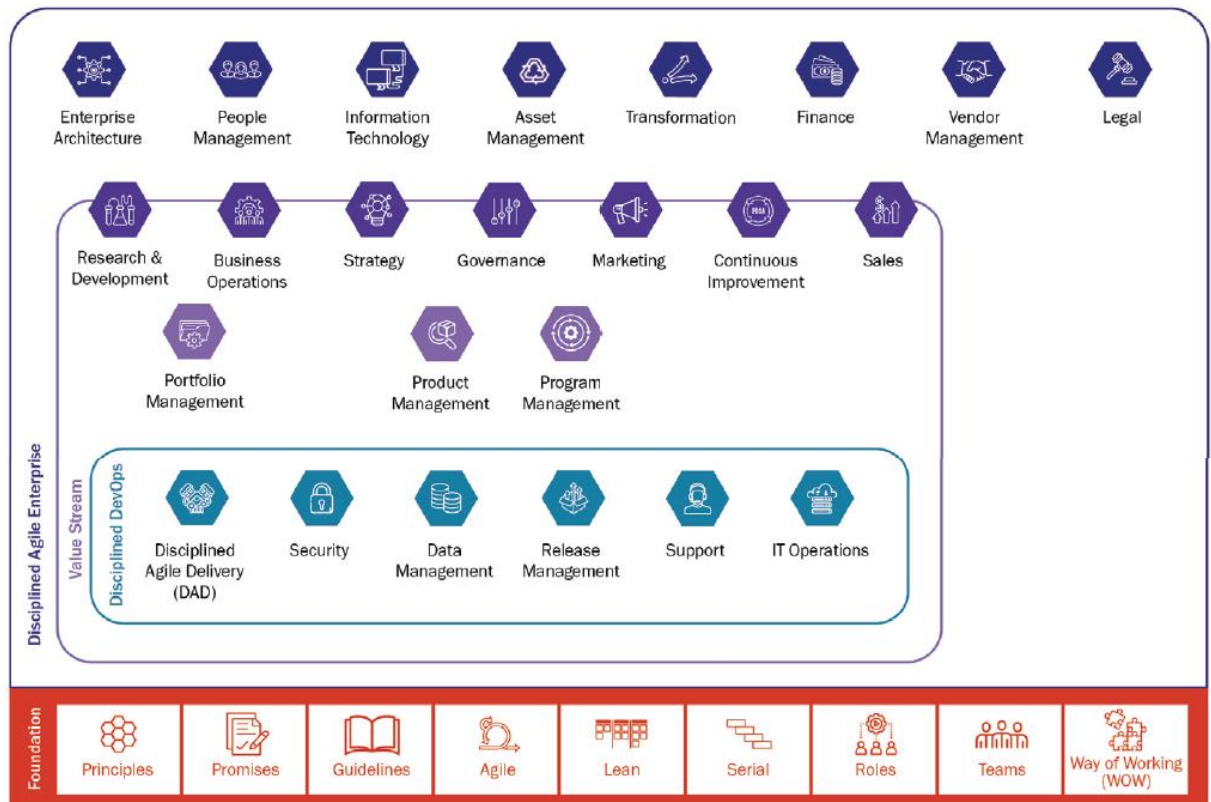 Enterprise
Architecture
People
Management
Information
Technology
Asset
Management
Transformation
Finance
Vendor
Management
Legal
Research &
Development
Business
Operations
Strategy
Governance
Marketing
Continuous
Improvement
Sales
Portfolio
Management
Product
Management
Program
Management
Disciplined
Agile Delivery
(DAD)
Security
Data
Management
Release
Management
Support
IT Operations
Disciplined Agile Enterprise
Value Stream
Disciplined DevOps
Foundation
Principles
Promises
Guidelines
Agile
Lean
Serial
Roles
Teams
Way of Working
(WOW)